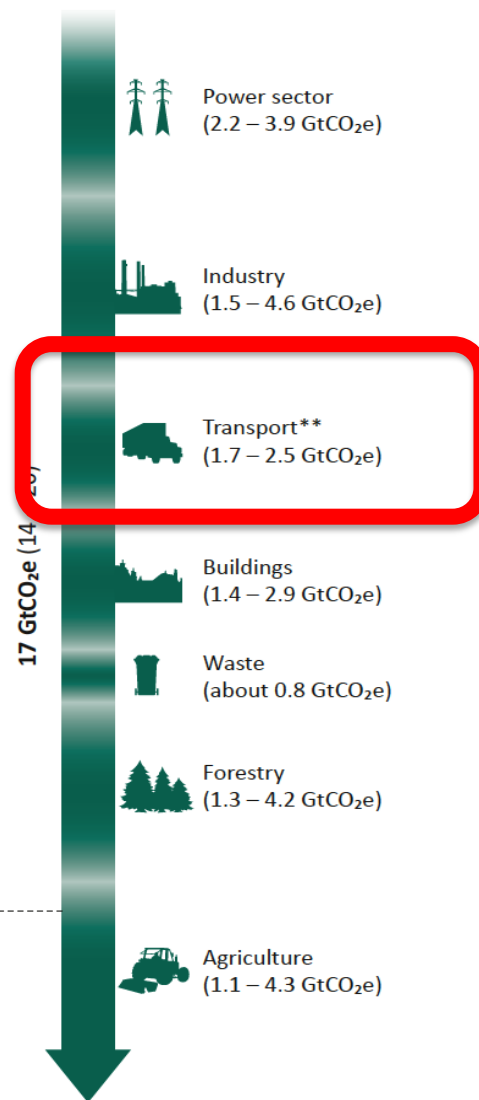 Power sector
(2.2 – 3.9 GtCO₂e)
Industry
(1.5 – 4.6 GtCO₂e)
Transport**
(1.7 – 2.5 GtCO₂e)
17 GtCO₂e (14
Buildings
(1.4 – 2.9 GtCO₂e)
Waste
(about 0.8 GtCO₂e)
Forestry
(1.3 – 4.2 GtCO₂e)
Agriculture
(1.1 – 4.3 GtCO₂e)